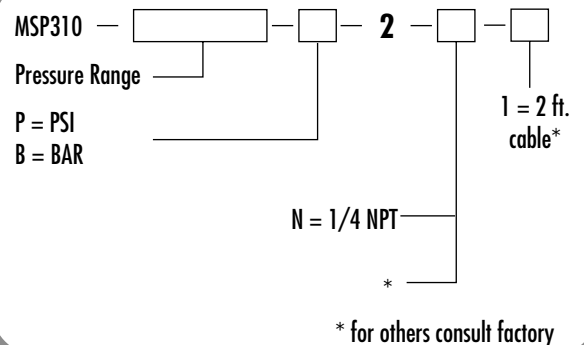 MSP310 — — — 2 — —
Pressure Range
P = PSI
B = BAR
1 = 2 ft.
cable*
N = 1/4 NPT
*
* for others consult factory